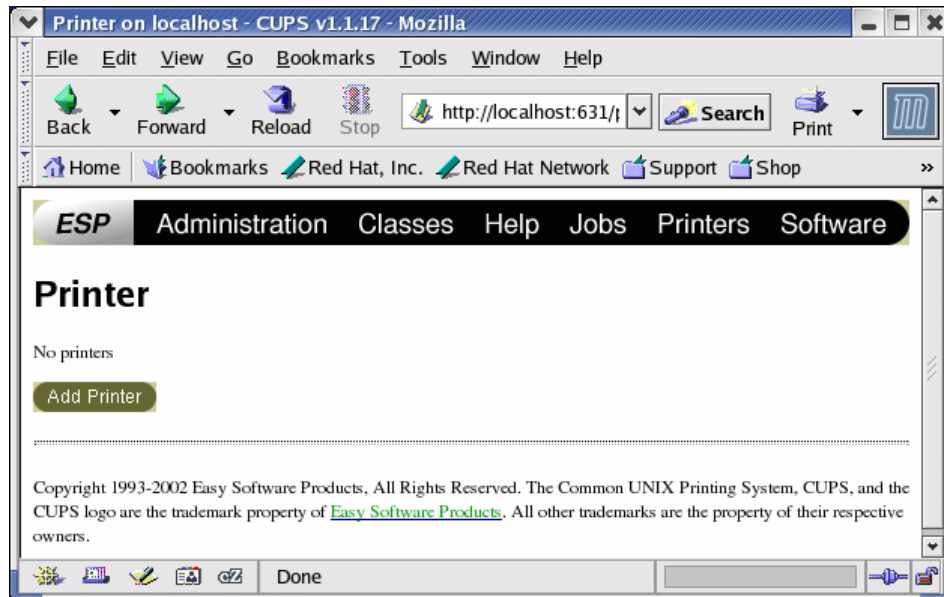 Printer on localhost - CUPS v1.1.17 - Mozilla
File Edit View Go Bookmarks Tools Window Help
Back Forward Reload Stop http://localhost:631/p Search Print
Home Bookmarks Red Hat, Inc. Red Hat Network Support Shop »
ESP Administration Classes Help Jobs Printers Software
Printer
No printers
Add Printer
Copyright 1993-2002 Easy Software Products, All Rights Reserved. The Common UNIX Printing System, CUPS, and the
CUPS logo are the trademark property of Easy Software Products. All other trademarks are the property of their respective
owners.
Done